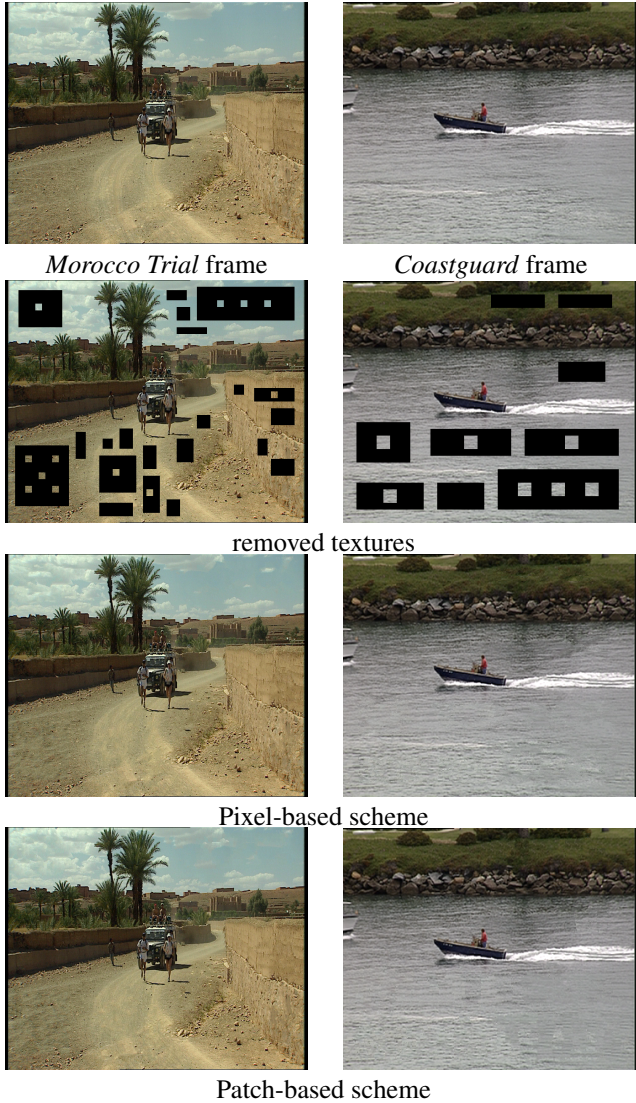 Morocco Trial frame
Coastguard frame
removed textures
Pixel-based scheme
Patch-based scheme